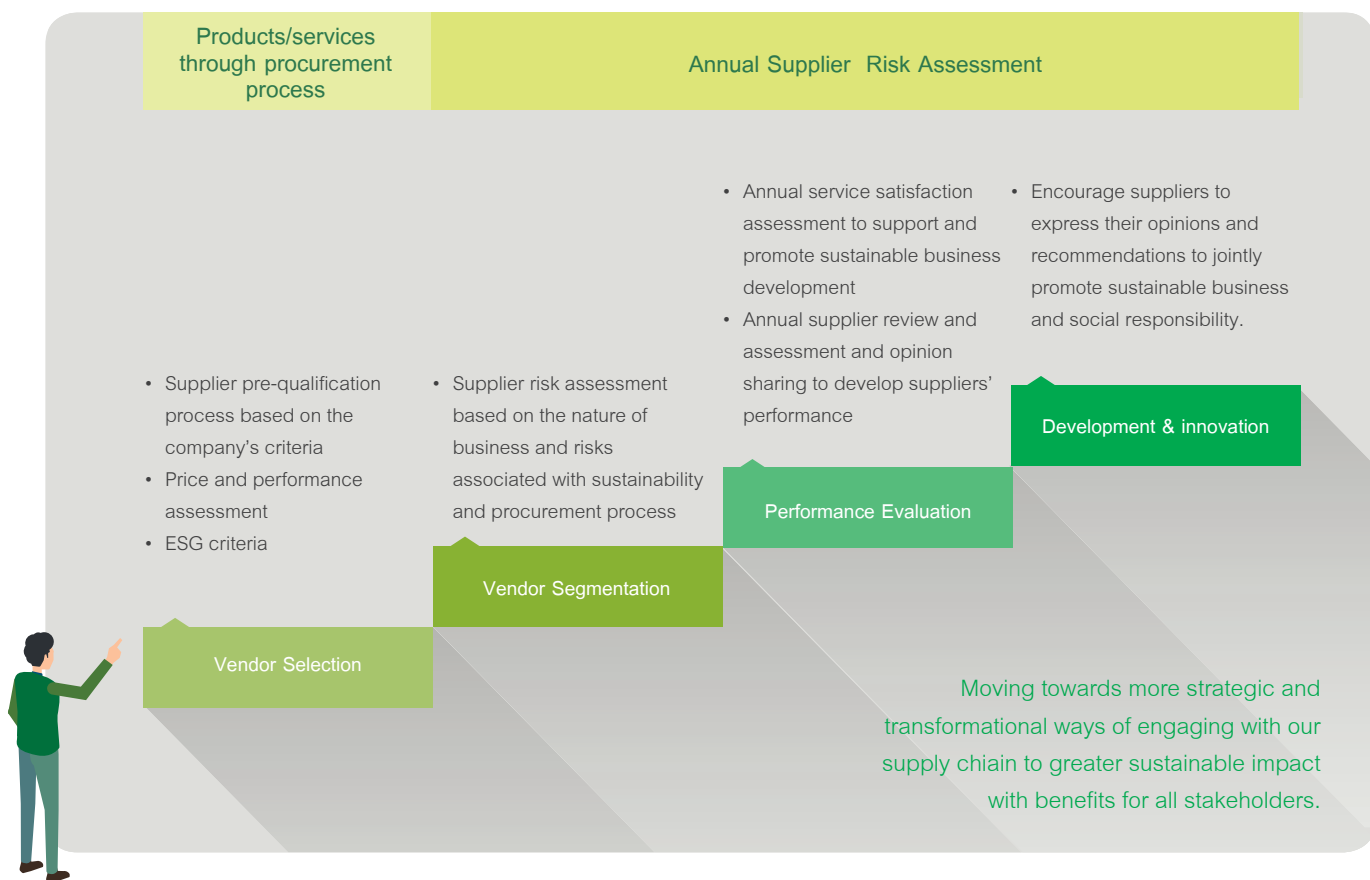 Products/services
through procurement
process
Annual Supplier Risk Assessment
• Supplier pre-qualification
process based on the
company’s criteria
• Price and performance
assessment
• ESG criteria
Vendor Selection
• Supplier risk assessment
based on the nature of
business and risks
associated with sustainability
and procurement process
Vendor Segmentation
• Annual service satisfaction
assessment to support and
promote sustainable business
development
• Annual supplier review and
assessment and opinion
sharing to develop suppliers’
performance
Performance Evaluation
• Encourage suppliers to
express their opinions and
recommendations to jointly
promote sustainable business
and social responsibility.
Development & innovation
Moving towards more strategic and
transformational ways of engaging with our
supply chiain to greater sustainable impact
with benefits for all stakeholders.